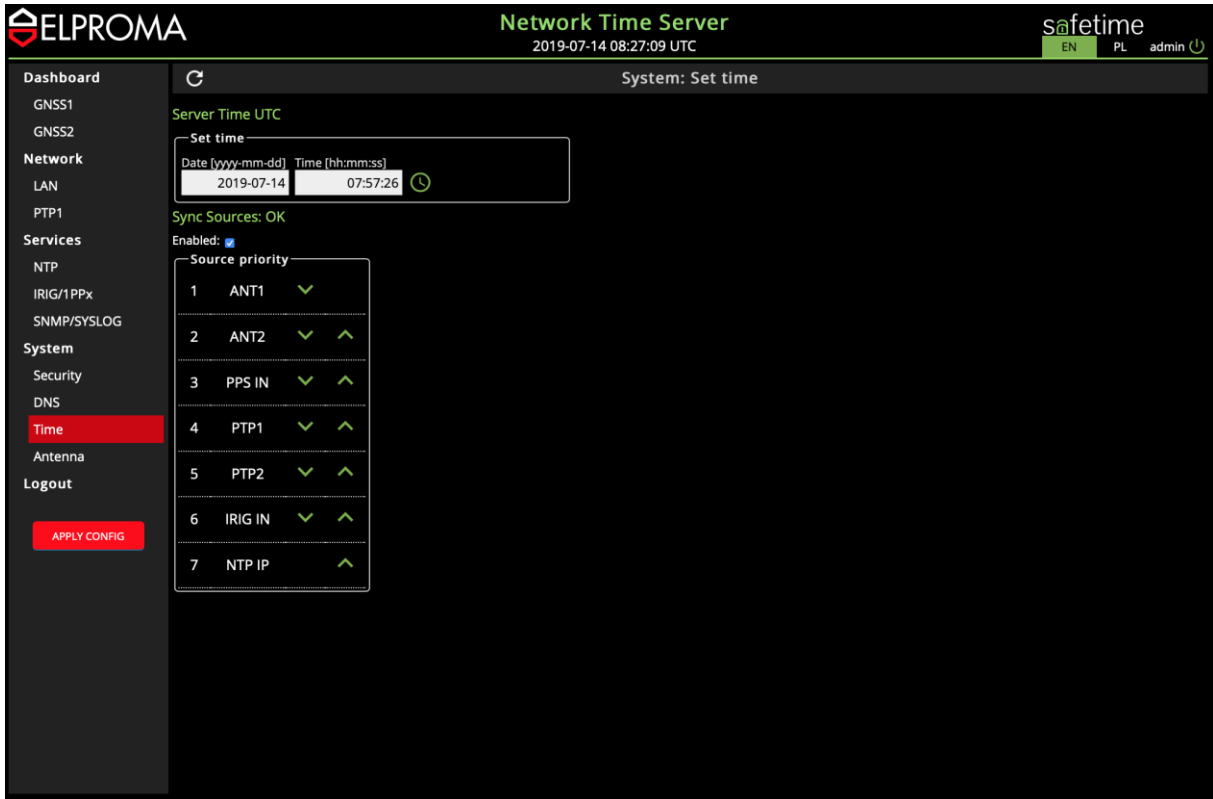 ELPROMA
Network Time Server
2019-07-14 08:27:09 UTC
safetime
EN PL admin
Dashboard
GNSS1
GNSS2
Network
LAN
PTP1
Services
NTP
IRIG/1PPx
SNMP/SYSLOG
System
Security
DNS
Time
Antenna
Logout
APPLY CONFIG
System: Set time
Server Time UTC
Set time
Date [yyyy-mm-dd] Time [hh:mm:ss]
2019-07-14 07:57:26
Sync Sources: OK
Enabled:
Source priority
1 ANT1
2 ANT2
3 PPS IN
4 PTP1
5 PTP2
6 IRIG IN
7 NTP IP